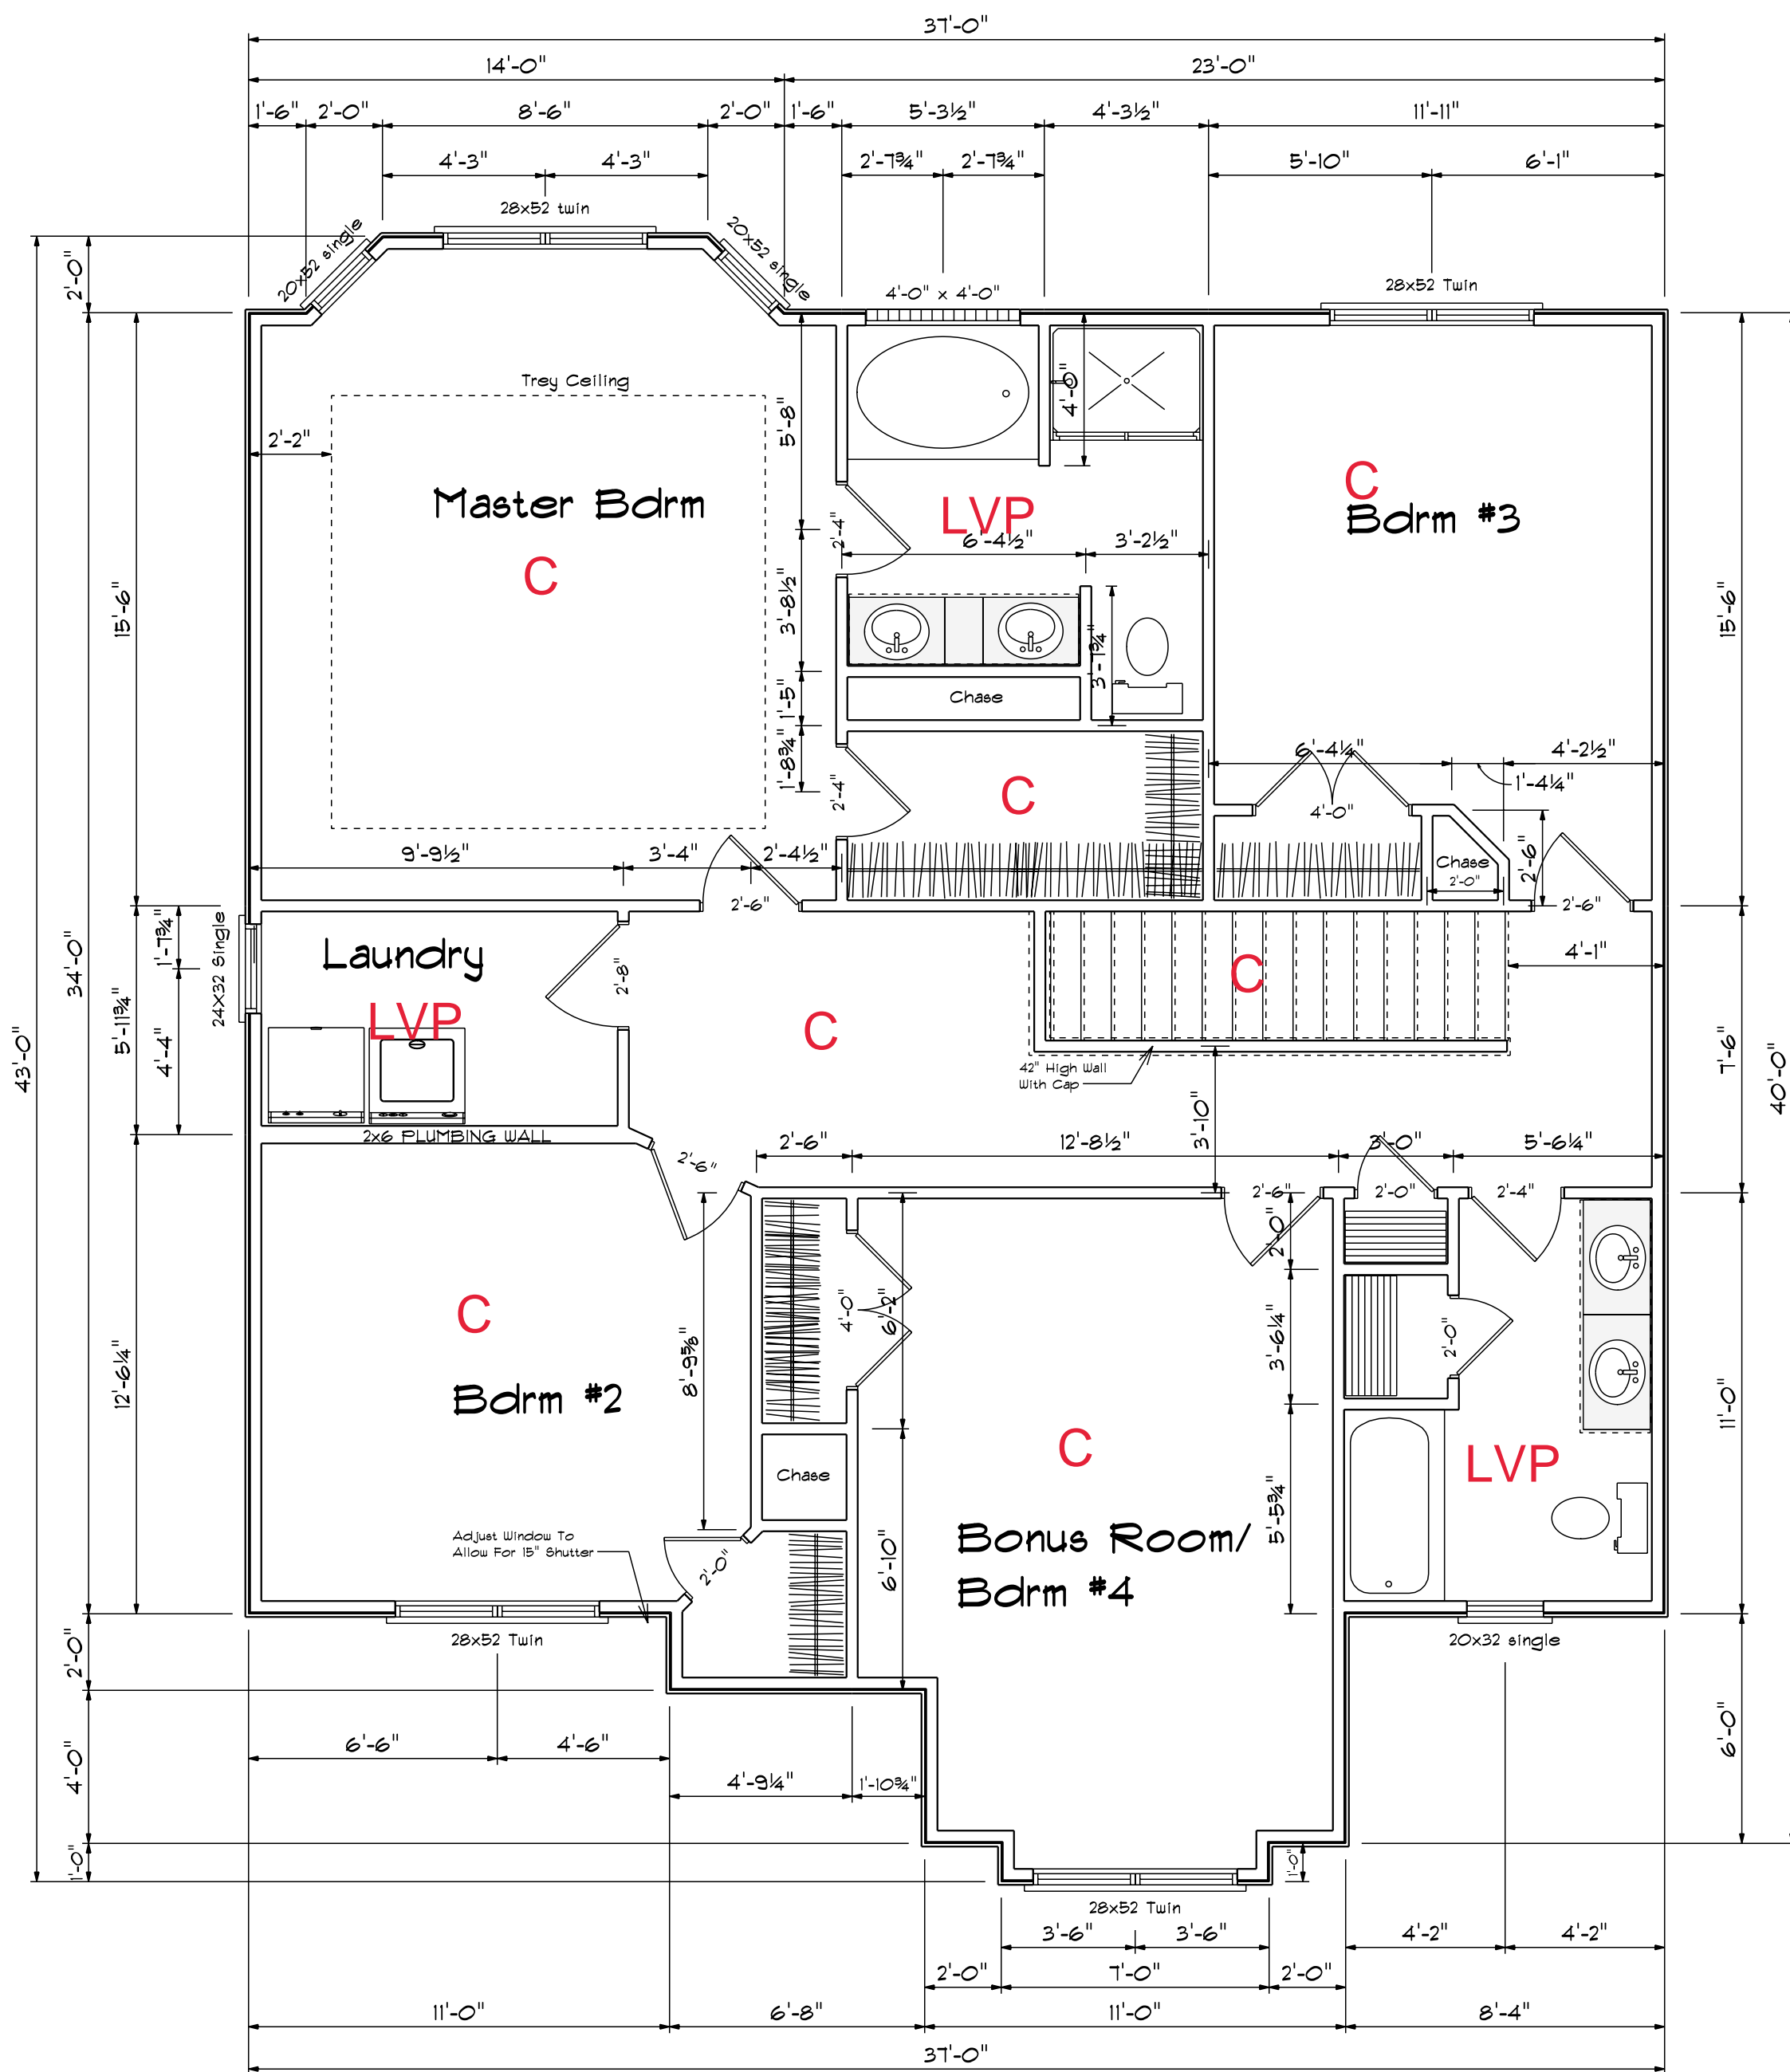 37'-0"
14'-0" 23'-0"
1'-6" 2'-0" 8'-6" 2'-0" 1'-6" 5'-3½" 4'-3½" 11'-11"
4'-3" 4'-3" 2'-7¾" 2'-7¾" 5'-10" 6'-1"
28x52 twin
20x52 single
20x52 single
4'-0" x 4'-0"
28x52 Twin
2'-0"
Trey Ceiling
2'-2"
5'-8"
4'-0"
Master Bdrm
C
LVP
C
Bdrm #3
2'-4"
6'-4½" 3'-2½"
15'-6"
3'-8½"
3'-1¾"
15'-6"
1'-5"
Chase
1'-8¾"
2'-4"
C
6'-4¼" 4'-2½"
1'-4¼"
4'-0"
9'-9½" 3'-4" 2'-4½"
Chase
2'-0"
2'-6"
2'-6"
2'-6"
24x32 Single
1'-7¾"
Laundry
LVP
2'-8"
C
C
4'-1"
34'-0"
5'-11¾"
4'-4"
43'-0"
42" High Wall
With Cap
7'-6"
40'-0"
2x6 PLUMBING WALL
3'-10"
2'-6"
2'-6" 12'-8½" 3'-0" 5'-6¼"
2'-6" 2'-0" 2'-4"
2'-0"
C
Bdrm #2
12'-6¼"
8'-9⅝"
4'-0"
6'-2"
3'-6¼"
2'-0"
11'-0"
C
LVP
Chase
5'-5¾"
Bonus Room/
Bdrm #4
Adjust Window To
Allow For 15" Shutter
2'-0"
6'-10"
28x52 Twin
20x32 single
2'-0"
6'-6" 4'-6"
4'-0"
4'-9¼" 1'-10¾"
6'-0"
1'-0"
1'-0"
28x52 Twin
3'-6" 3'-6" 4'-2" 4'-2"
2'-0" 7'-0" 2'-0"
11'-0" 6'-8" 11'-0" 8'-4"
37'-0"